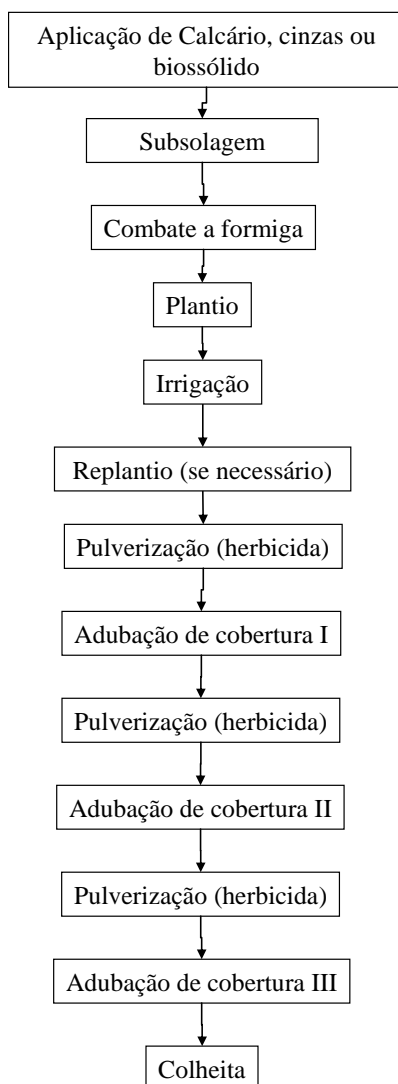 Aplicação de Calcário, cinzas ou
biossólido
Subsolagem
Combate a formiga
Plantio
Irrigação
Replantio (se necessário)
Pulverização (herbicida)
Adubação de cobertura I
Pulverização (herbicida)
Adubação de cobertura II
Pulverização (herbicida)
Adubação de cobertura III
Colheita